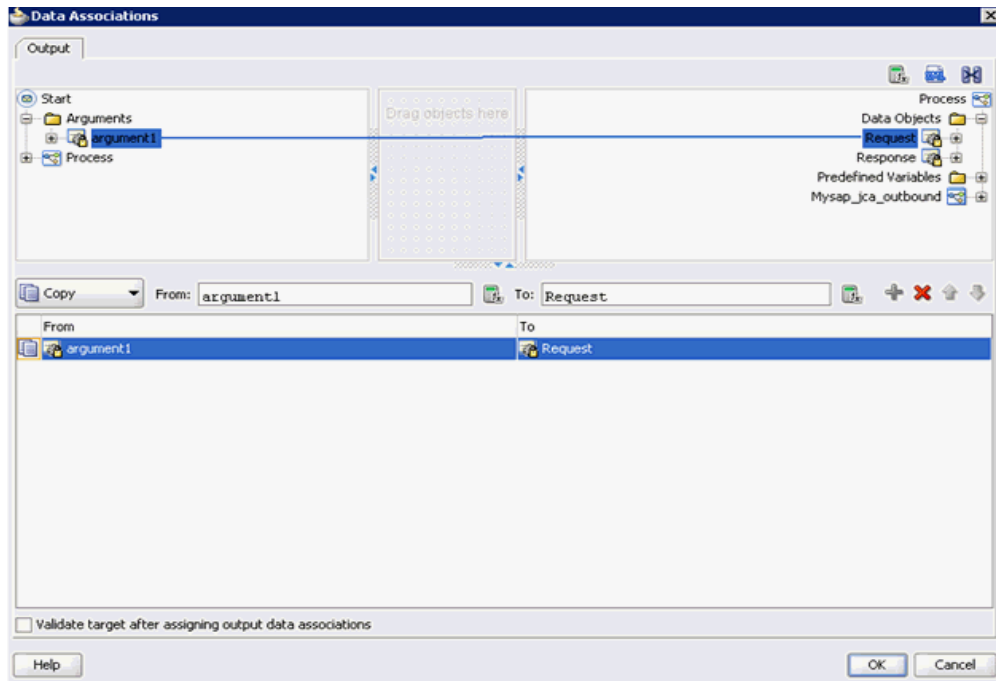 Data Associations
Output
Start
Arguments
argument1
Process
Drag objects here
Process
Data Objects
Request
Response
Predefined Variables
Mysap_jca_outbound
Copy From: argument1 To: Request
From To
argument1 Request
Validate target after assigning output data associations
Help OK Cancel